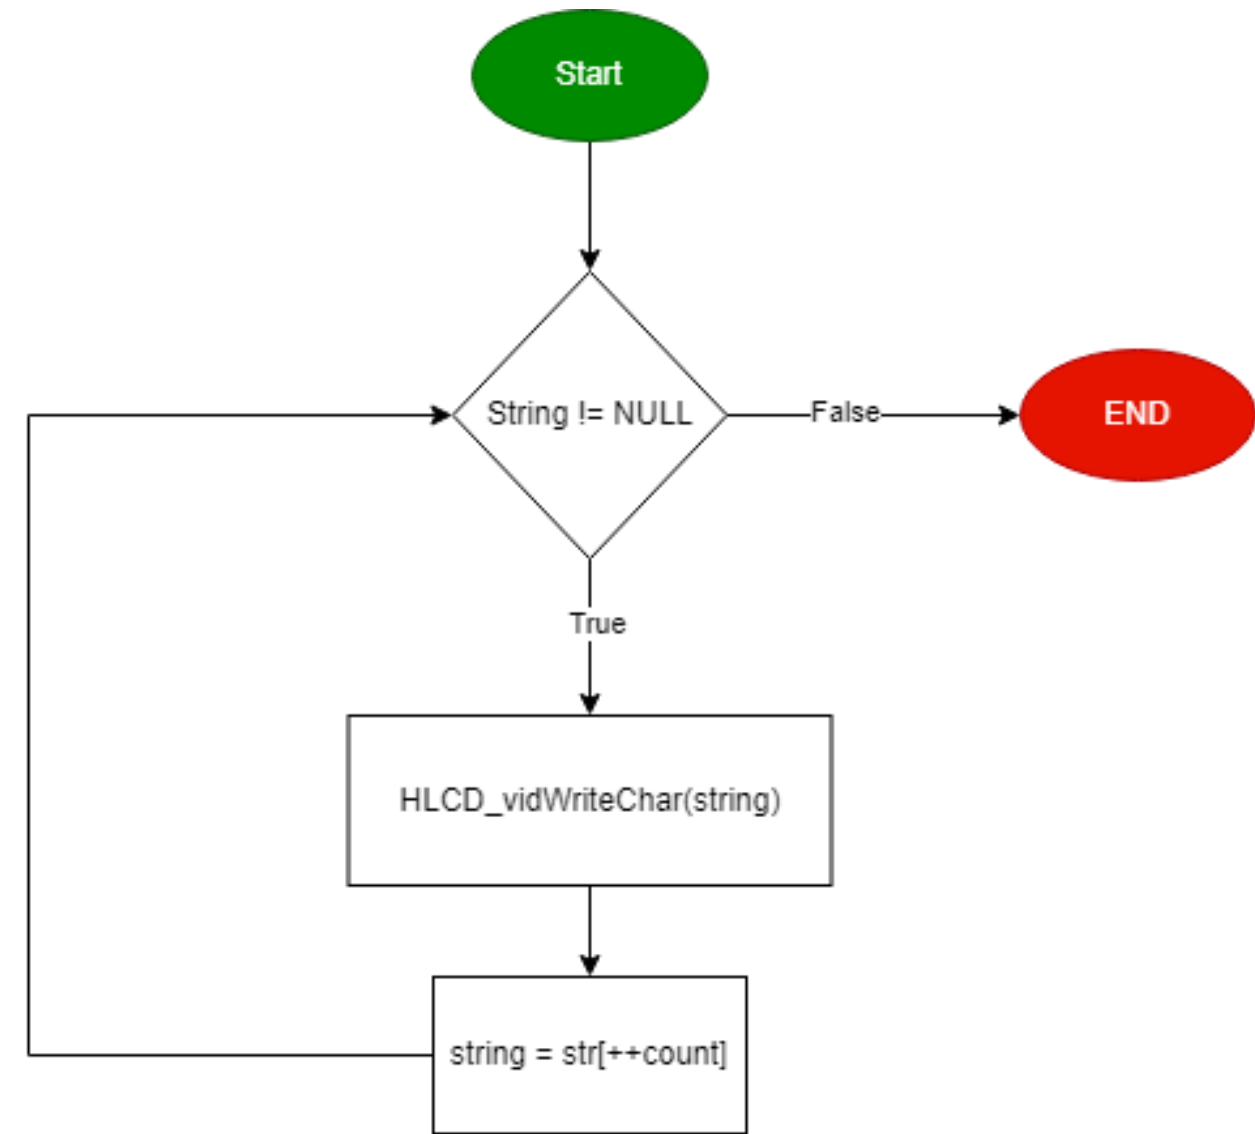 Start
String != NULL
False
END
True
HLCD_vidWriteChar(string)
string = str[++count]